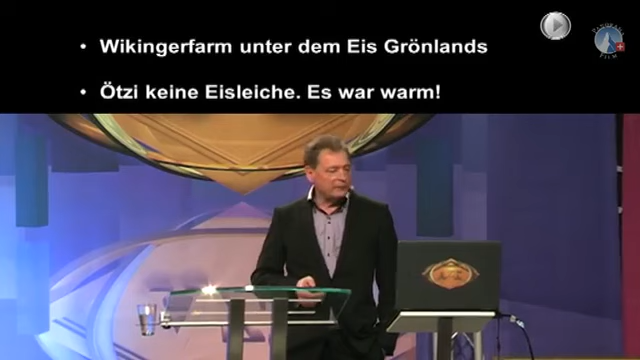 • Wikingerfarm unter dem Eis Grönlands
• Ötzi keine Eisleiche. Es war warm!